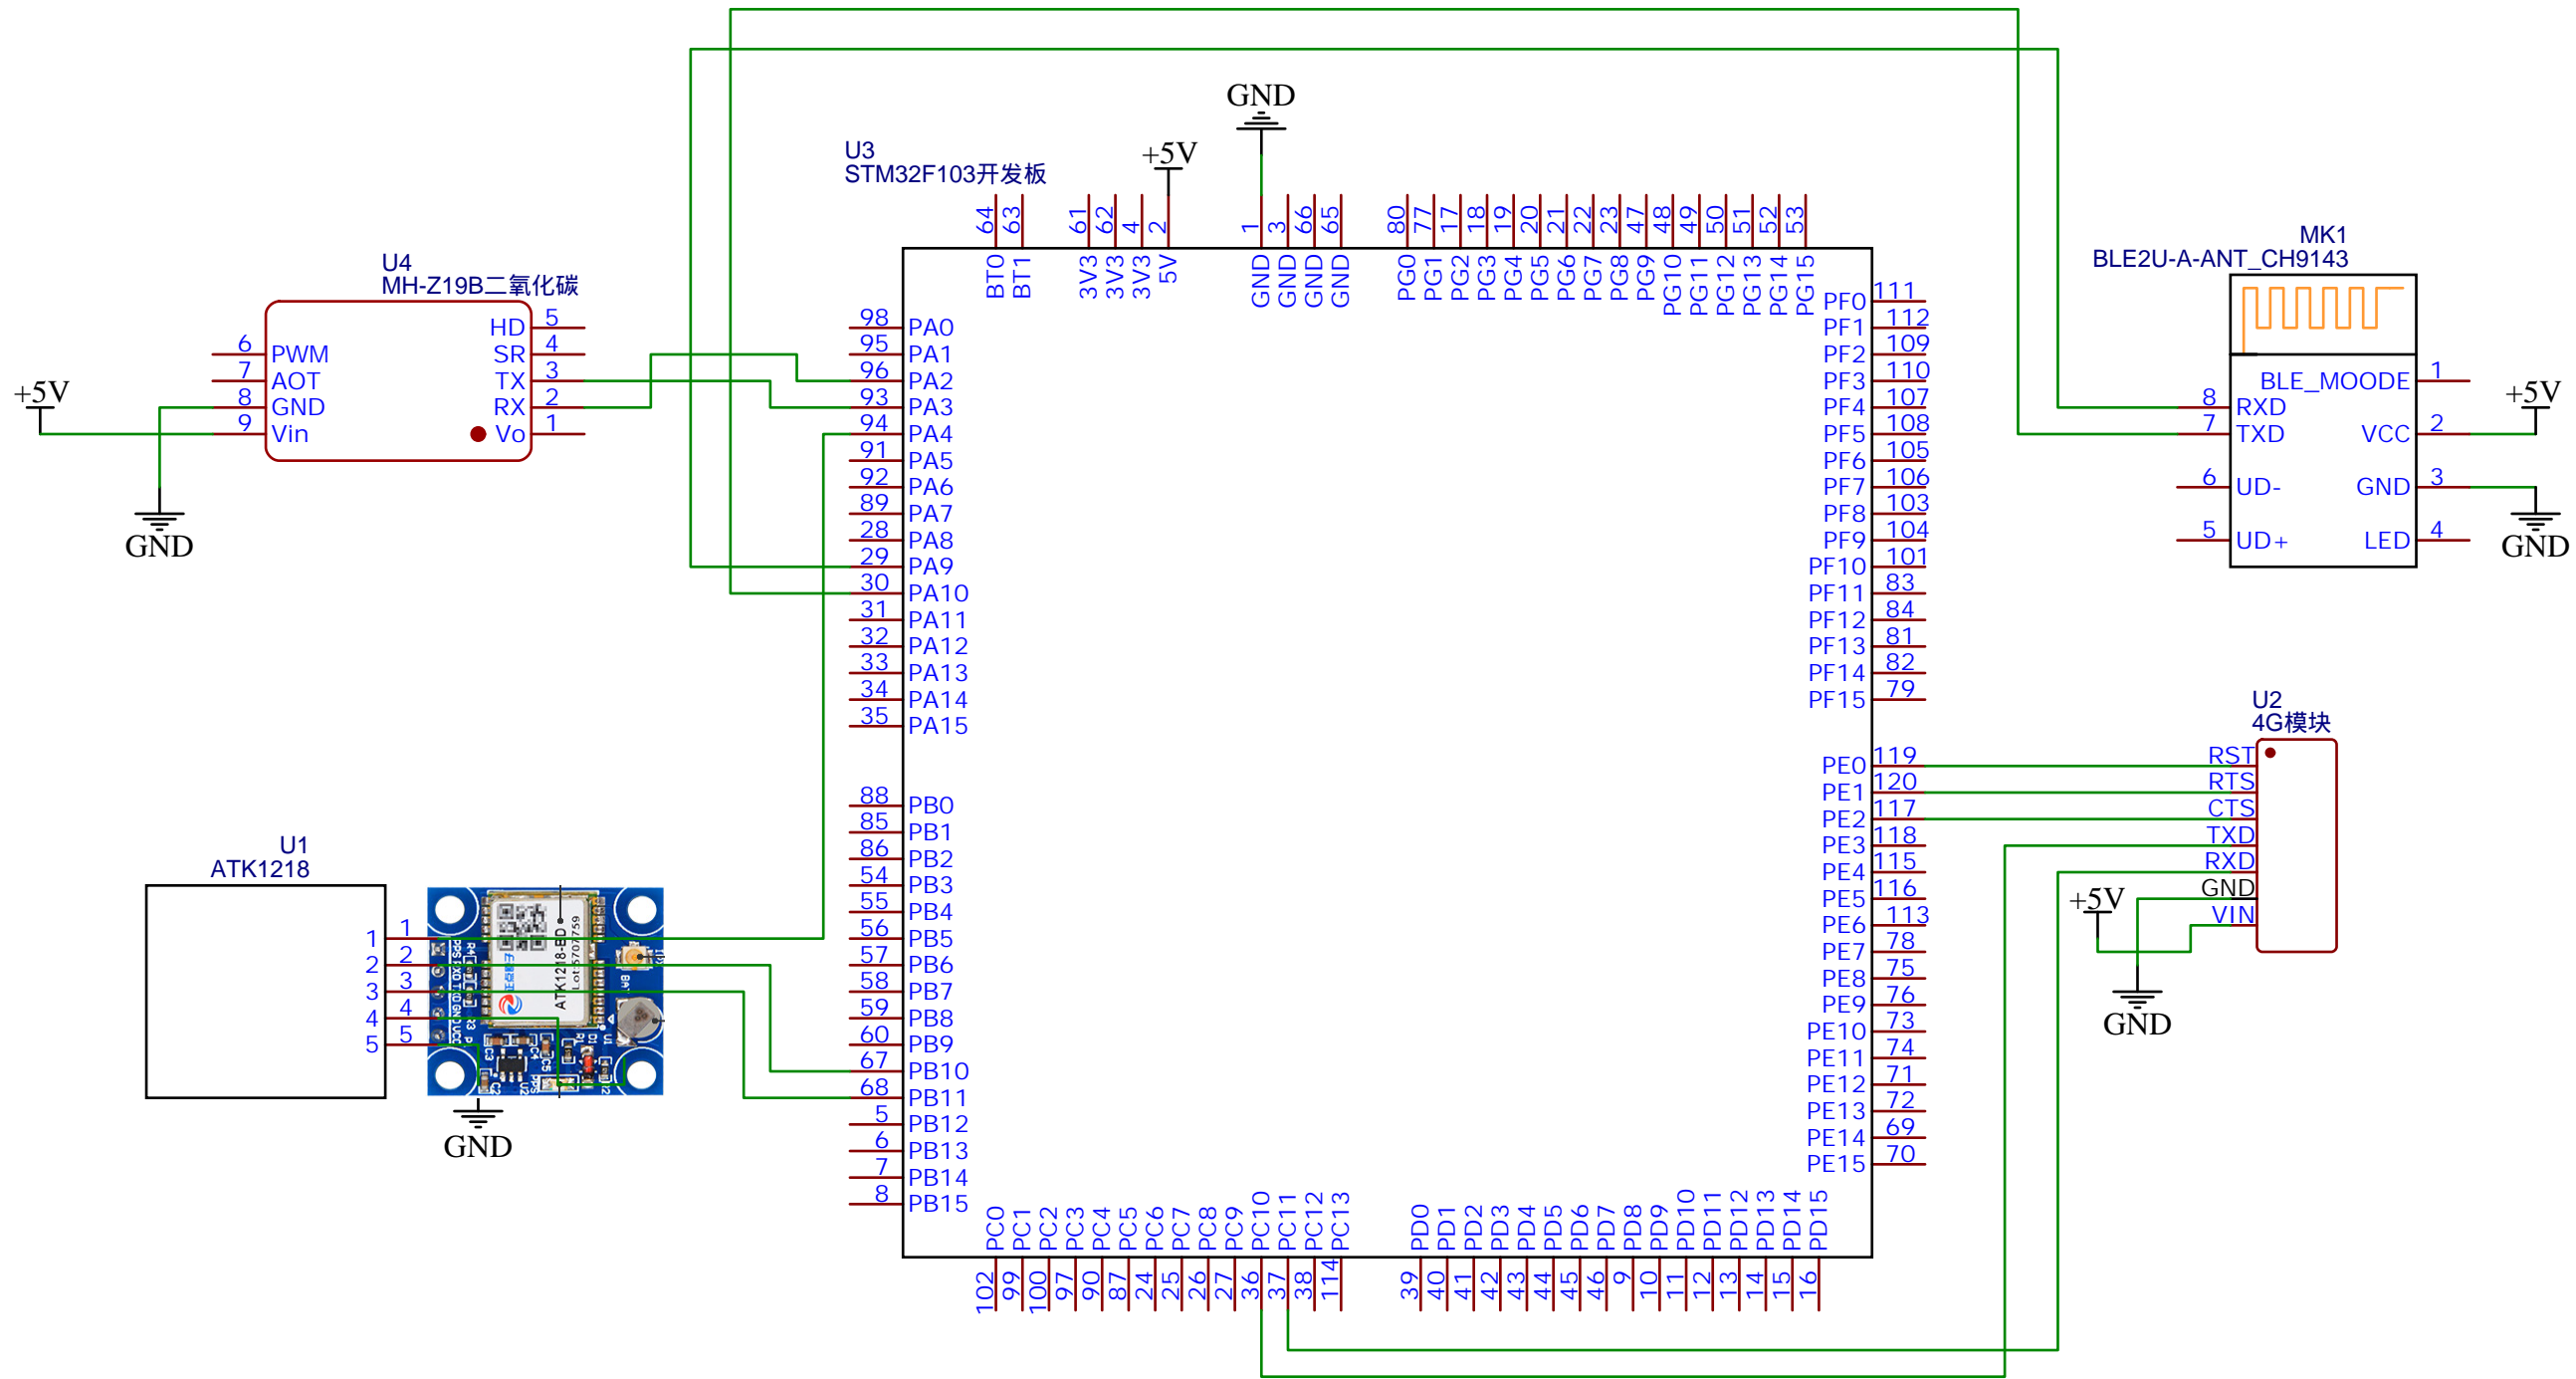 GND
+5V
U3
STM32F103开发板
64
63
61
62
4
2
1
3
66
65
80
77
17
18
19
20
21
22
23
47
48
49
50
51
52
53
BT0
BT1
3V3
3V3
3V3
5V
GND
GND
GND
GND
PG0
PG1
PG2
PG3
PG4
PG5
PG6
PG7
PG8
PG9
PG10
PG11
PG12
PG13
PG14
PG15
98 PA0
95 PA1
96 PA2
93 PA3
94 PA4
91 PA5
92 PA6
89 PA7
28 PA8
29 PA9
30 PA10
31 PA11
32 PA12
33 PA13
34 PA14
35 PA15
88 PB0
85 PB1
86 PB2
54 PB3
55 PB4
56 PB5
57 PB6
58 PB7
59 PB8
60 PB9
67 PB10
68 PB11
5 PB12
6 PB13
7 PB14
8 PB15
PF0 111
PF1 112
PF2 109
PF3 110
PF4 107
PF5 108
PF6 105
PF7 106
PF8 103
PF9 104
PF10 101
PF11 83
PF12 84
PF13 81
PF14 82
PF15 79
PE0 119
PE1 120
PE2 117
PE3 118
PE4 115
PE5 116
PE6 113
PE7 78
PE8 75
PE9 76
PE10 73
PE11 74
PE12 71
PE13 72
PE14 69
PE15 70
PC0
PC1
PC2
PC3
PC4
PC5
PC6
PC7
PC8
PC9
PC10
PC11
PC12
PC13
PD0
PD1
PD2
PD3
PD4
PD5
PD6
PD7
PD8
PD9
PD10
PD11
PD12
PD13
PD14
PD15
102
99
100
97
90
87
24
25
26
27
36
37
38
114
39
40
41
42
43
44
45
46
9
10
11
12
13
14
15
16
U4
MH-Z19B二氧化碳
HD 5
SR 4
TX 3
RX 2
Vo 1
6 PWM
7 AOT
8 GND
9 Vin
+5V
GND
U1
ATK1218
1 1
2 2
3 3
4 4
5 5
ATK1218-BD
GND
MK1
BLE2U-A-ANT_CH9143
BLE_MOODE 1
8 RXD
7 TXD
VCC 2
6 UD-
GND 3
5 UD+
LED 4
+5V
GND
U2
4G模块
RST
RTS
CTS
TXD
RXD
GND
VIN
+5V
GND